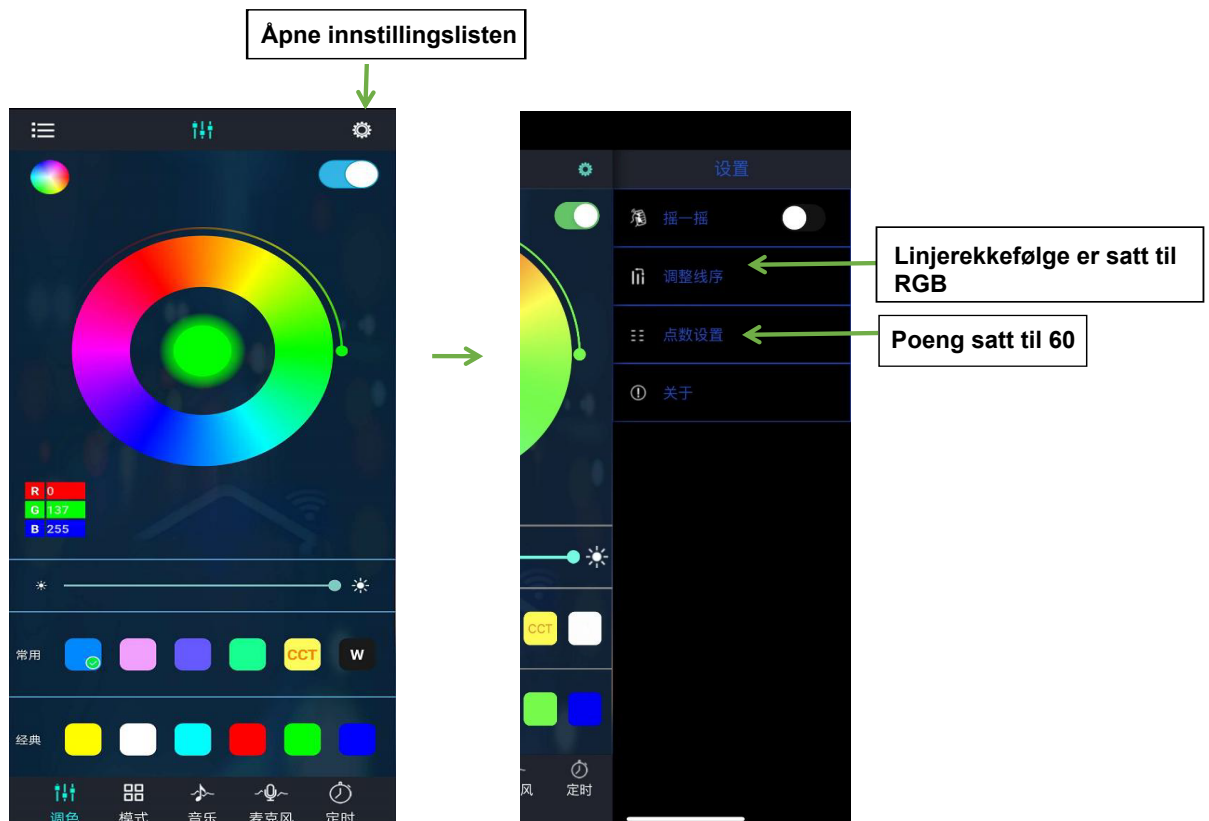 Åpne innstillingslisten
R 0
G 137
B 255
常用
CCT
W
经典
调色
模式
音乐
麦克风
定时
CCT
风
定时
设置
摇一摇
调整线序
点数设置
关于
Linjerekkefølge er satt til
RGB
Poeng satt til 60